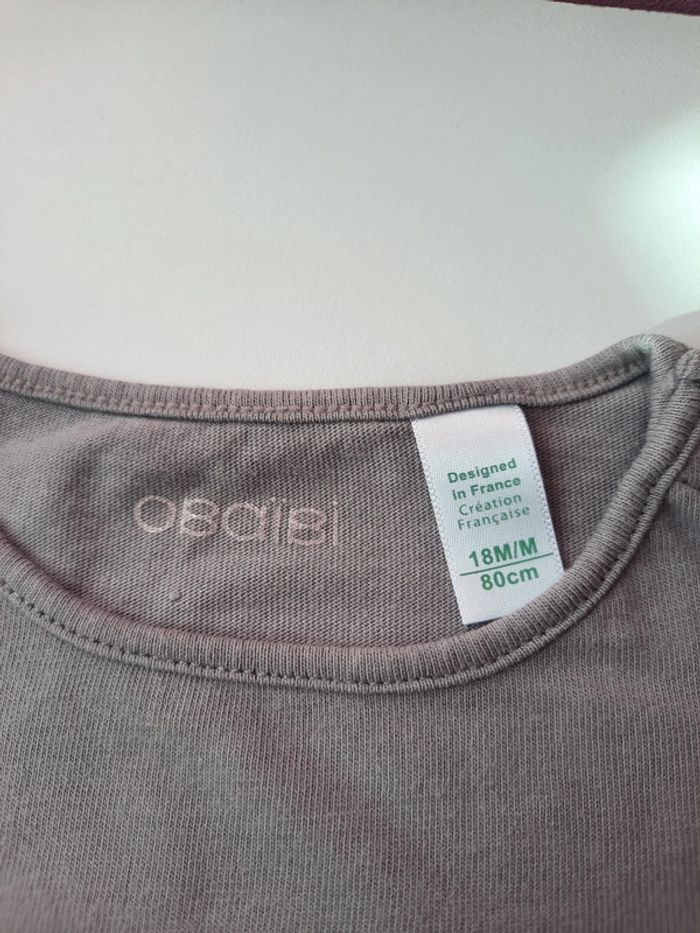 obaibi
Designed
in France
Création
Française
18M/M
80cm